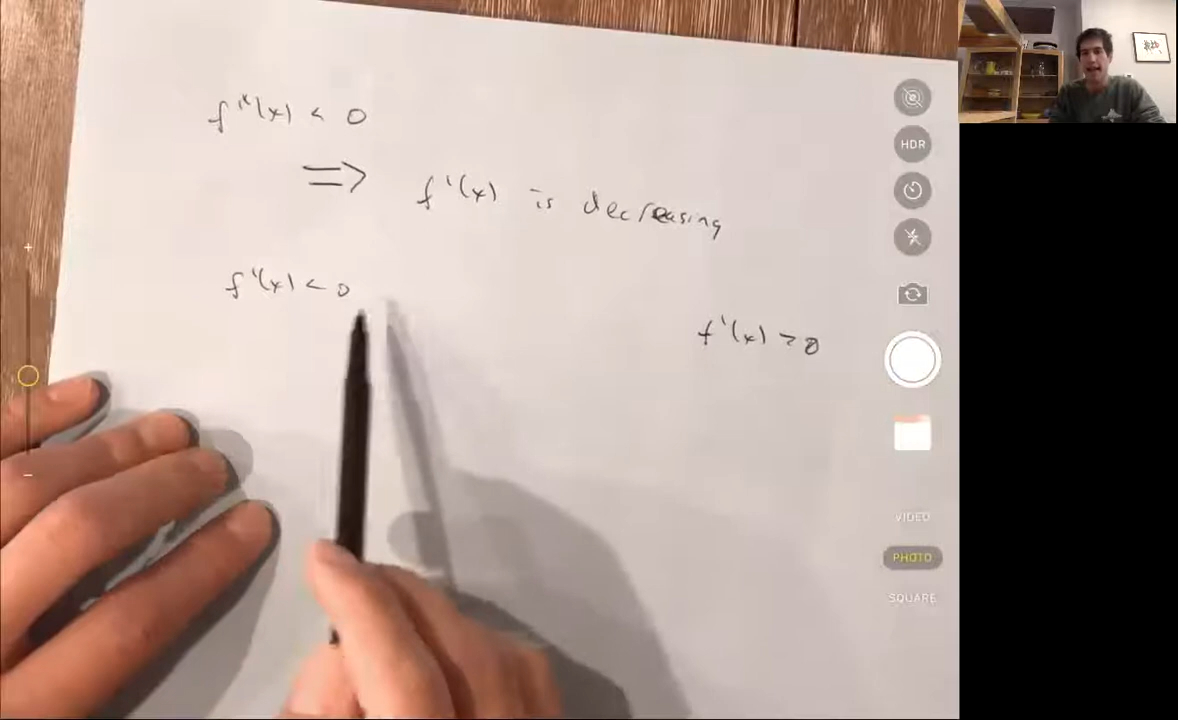 f''(x) < 0
⇒ f'(x) is decreasing
f'(x) < 0
f'(x) > 0
HDR
VIDEO
PHOTO
SQUARE